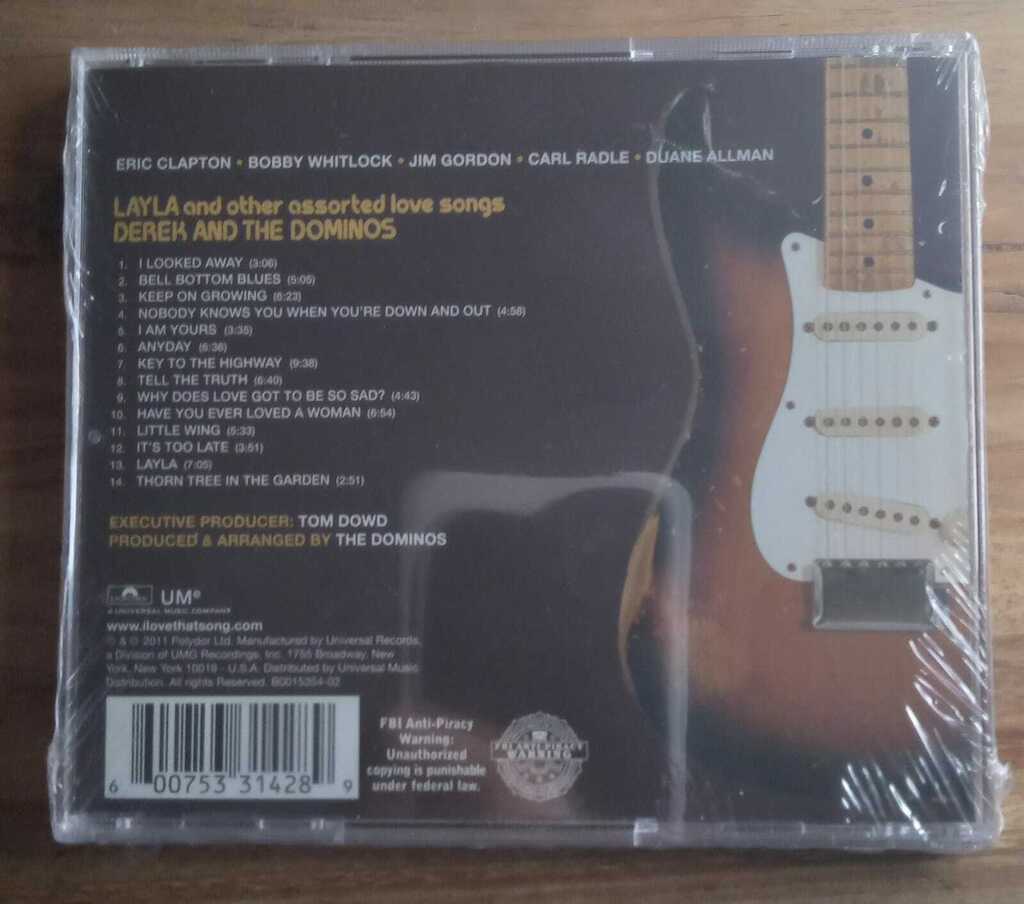 ERIC CLAPTON • BOBBY WHITLOCK • JIM GORDON • CARL RADLE • DUANE ALLMAN
LAYLA and other assorted love songs
DEREK AND THE DOMINOS
1. I LOOKED AWAY (3:06)
2. BELL BOTTOM BLUES (5:05)
3. KEEP ON GROWING (6:23)
4. NOBODY KNOWS YOU WHEN YOU'RE DOWN AND OUT (4:58)
5. I AM YOURS (3:35)
6. ANYDAY (6:36)
7. KEY TO THE HIGHWAY (9:38)
8. TELL THE TRUTH (6:40)
9. WHY DOES LOVE GOT TO BE SO SAD? (4:43)
10. HAVE YOU EVER LOVED A WOMAN (6:54)
11. LITTLE WING (5:33)
12. IT'S TOO LATE (3:51)
13. LAYLA (7:05)
14. THORN TREE IN THE GARDEN (2:51)
EXECUTIVE PRODUCER: TOM DOWD
PRODUCED & ARRANGED BY THE DOMINOS
UM®
A UNIVERSAL MUSIC COMPANY
www.ilovethatsong.com
℗ & © 2011 Polydor Ltd. Manufactured by Universal Records,
a Division of UMG Recordings, Inc. 1755 Broadway, New
York, New York 10019 - U.S.A. Distributed by Universal Music
Distribution. All rights Reserved. B0015354-02
6 00753 31428 9
FBI Anti-Piracy
Warning:
Unauthorized
copying is punishable
under federal law.
FBI ANTI-PIRACY
WARNING